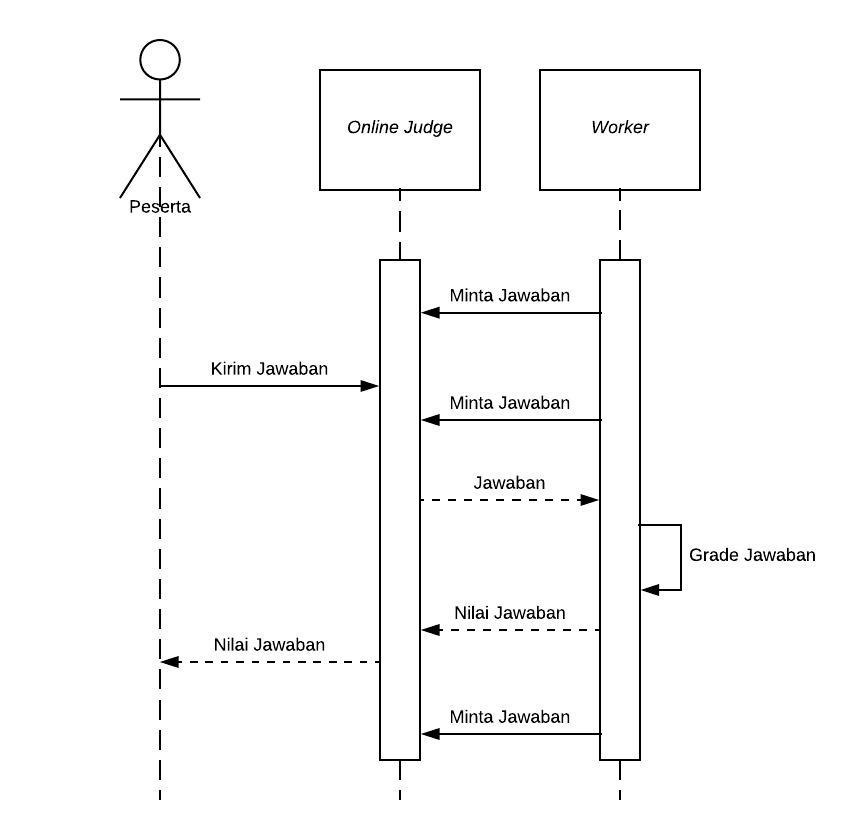 Online Judge
Worker
Peserta
Minta Jawaban
Kirim Jawaban
Minta Jawaban
Jawaban
Grade Jawaban
Nilai Jawaban
Nilai Jawaban
Minta Jawaban